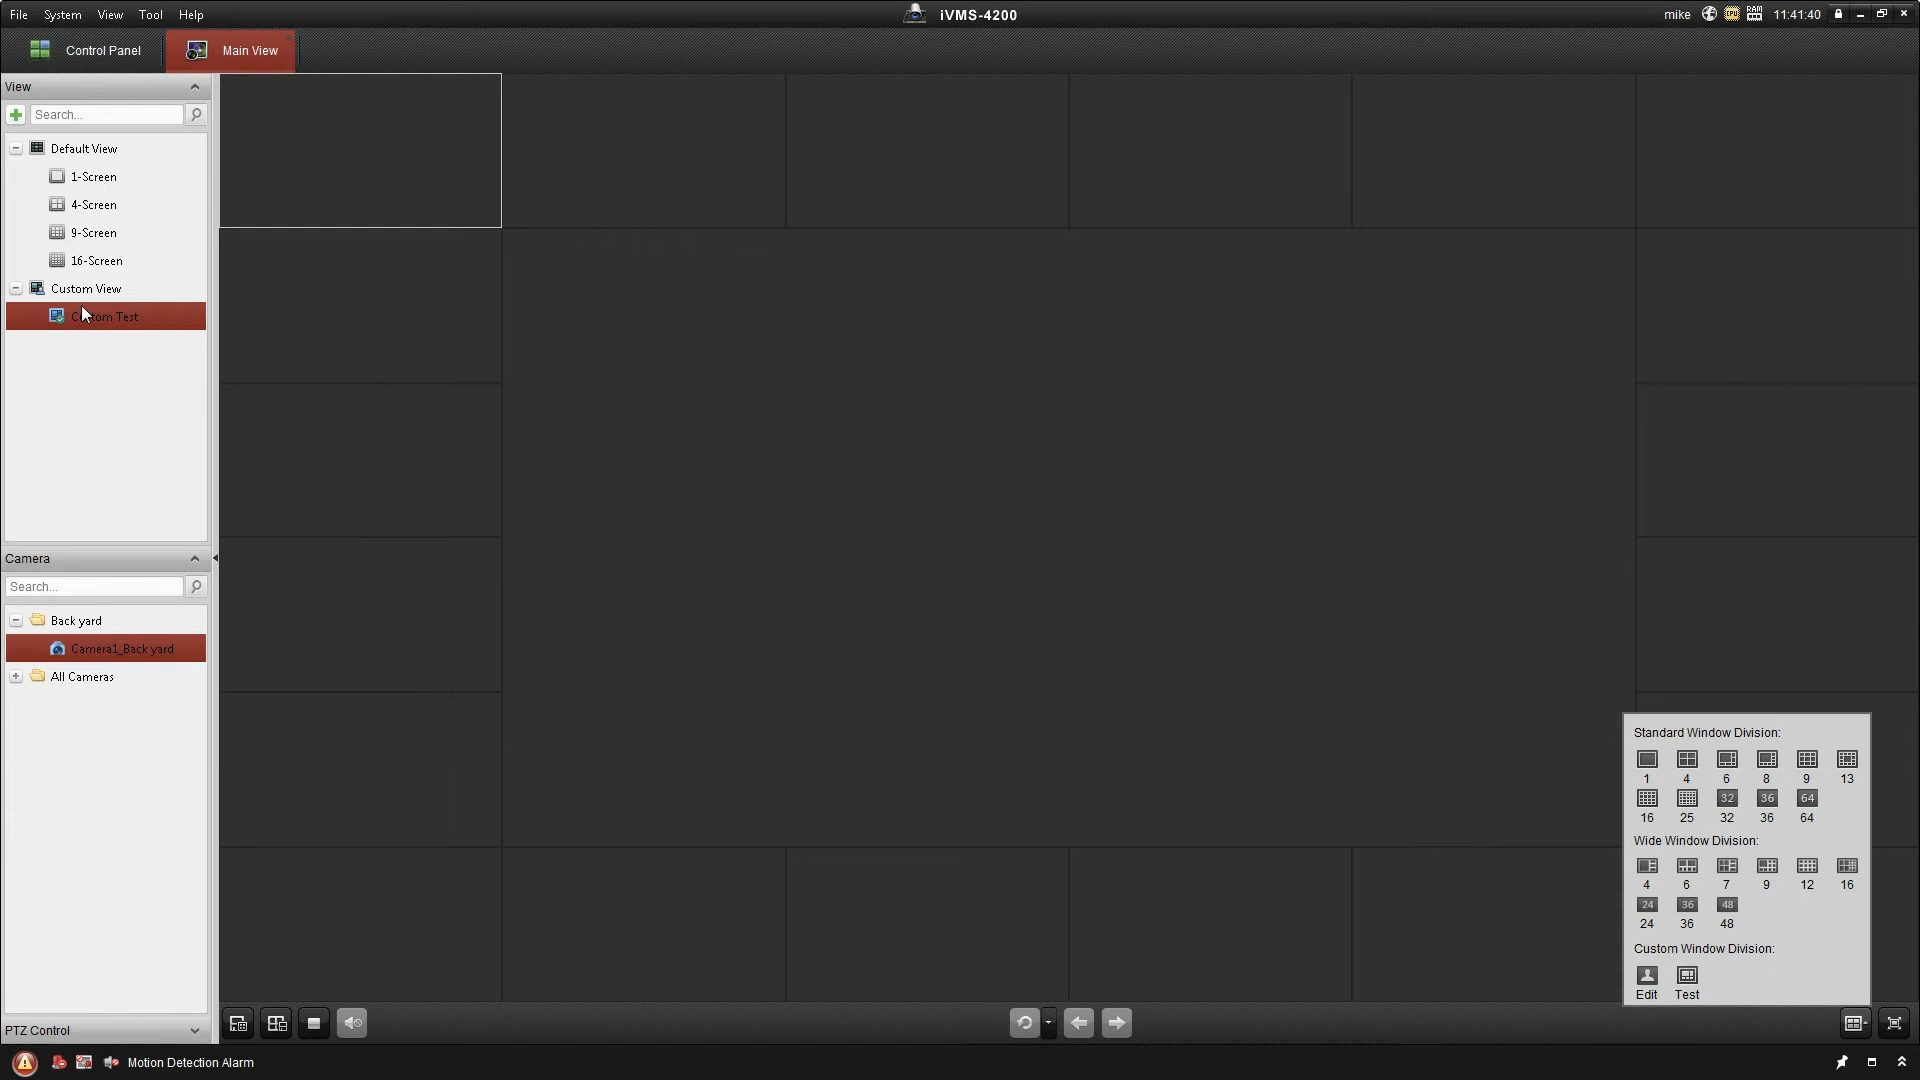 File System View Tool Help
iVMS-4200
mike CPU RAM 11:41:40
Control Panel
Main View
View
Search...
Default View
1-Screen
4-Screen
9-Screen
16-Screen
Custom View
Custom Test
Camera
Search...
Back yard
Camera1_Back yard
All Cameras
PTZ Control
Standard Window Division:
1 4 6 8 9 13
32 36 64
16 25 32 36 64
Wide Window Division:
4 6 7 9 12 16
24 36 48
24 36 48
Custom Window Division:
Edit Test
Motion Detection Alarm